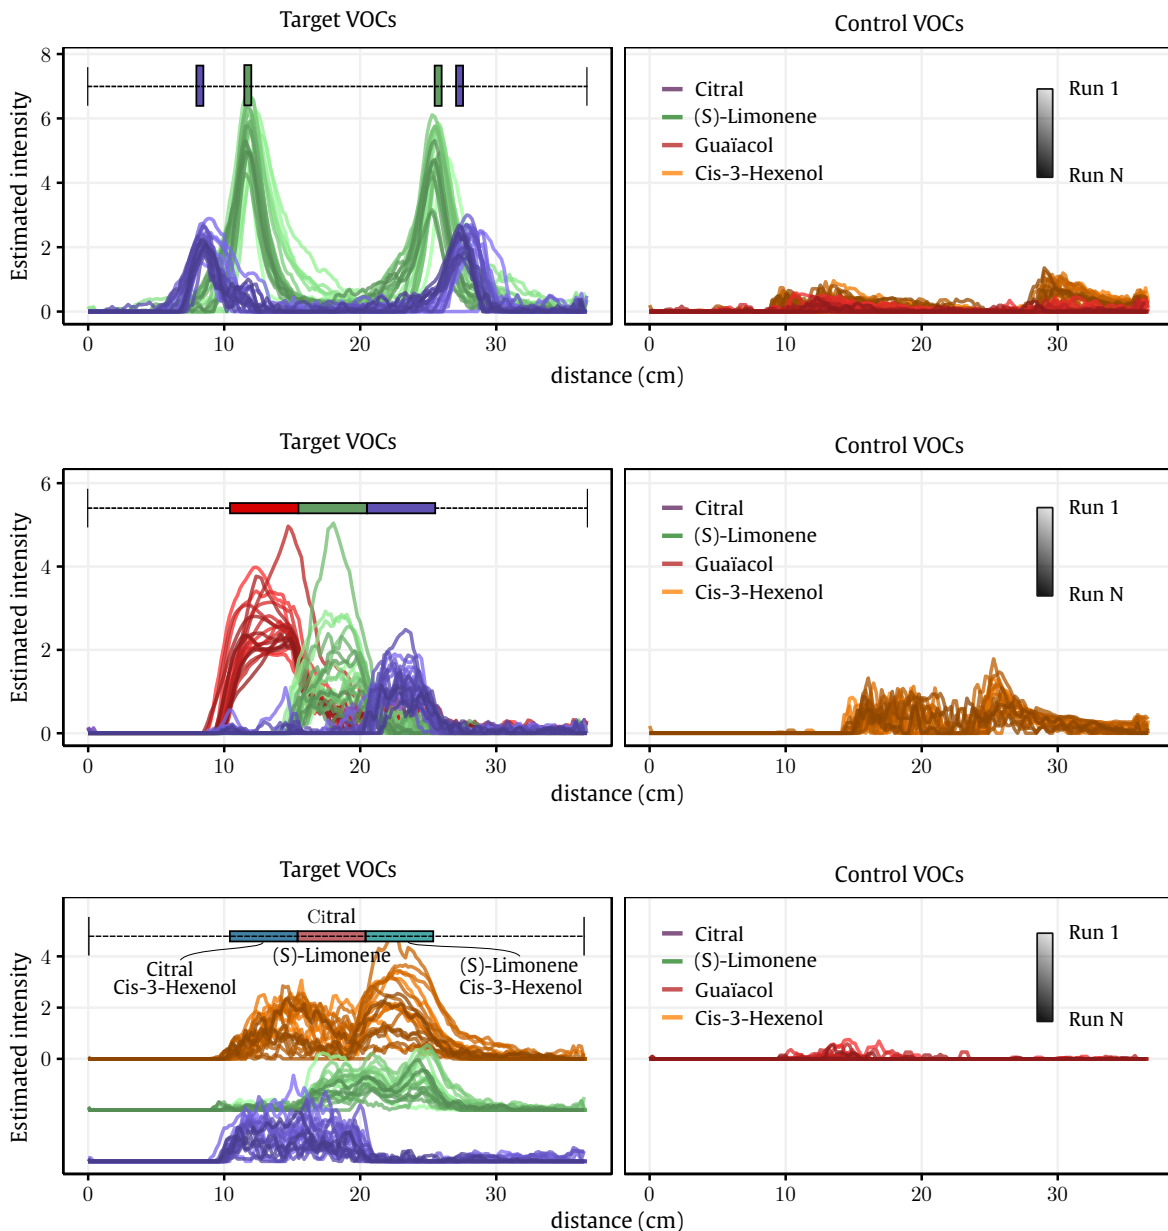 Target VOCs
Control VOCs
Estimated intensity
8
6
4
2
0
0
10
20
30
Citral
(S)-Limonene
Guaïacol
Cis-3-Hexenol
Run 1
Run N
0
10
20
30
distance (cm)
Target VOCs
Control VOCs
Estimated intensity
6
4
2
0
0
10
20
30
Citral
(S)-Limonene
Guaïacol
Cis-3-Hexenol
Run 1
Run N
0
10
20
30
distance (cm)
Target VOCs
Control VOCs
Estimated intensity
4
2
0
Citral
(S)-Limonene
Citral
Cis-3-Hexenol
(S)-Limonene
Cis-3-Hexenol
0
10
20
30
Citral
(S)-Limonene
Guaïacol
Cis-3-Hexenol
Run 1
Run N
0
10
20
30
distance (cm)